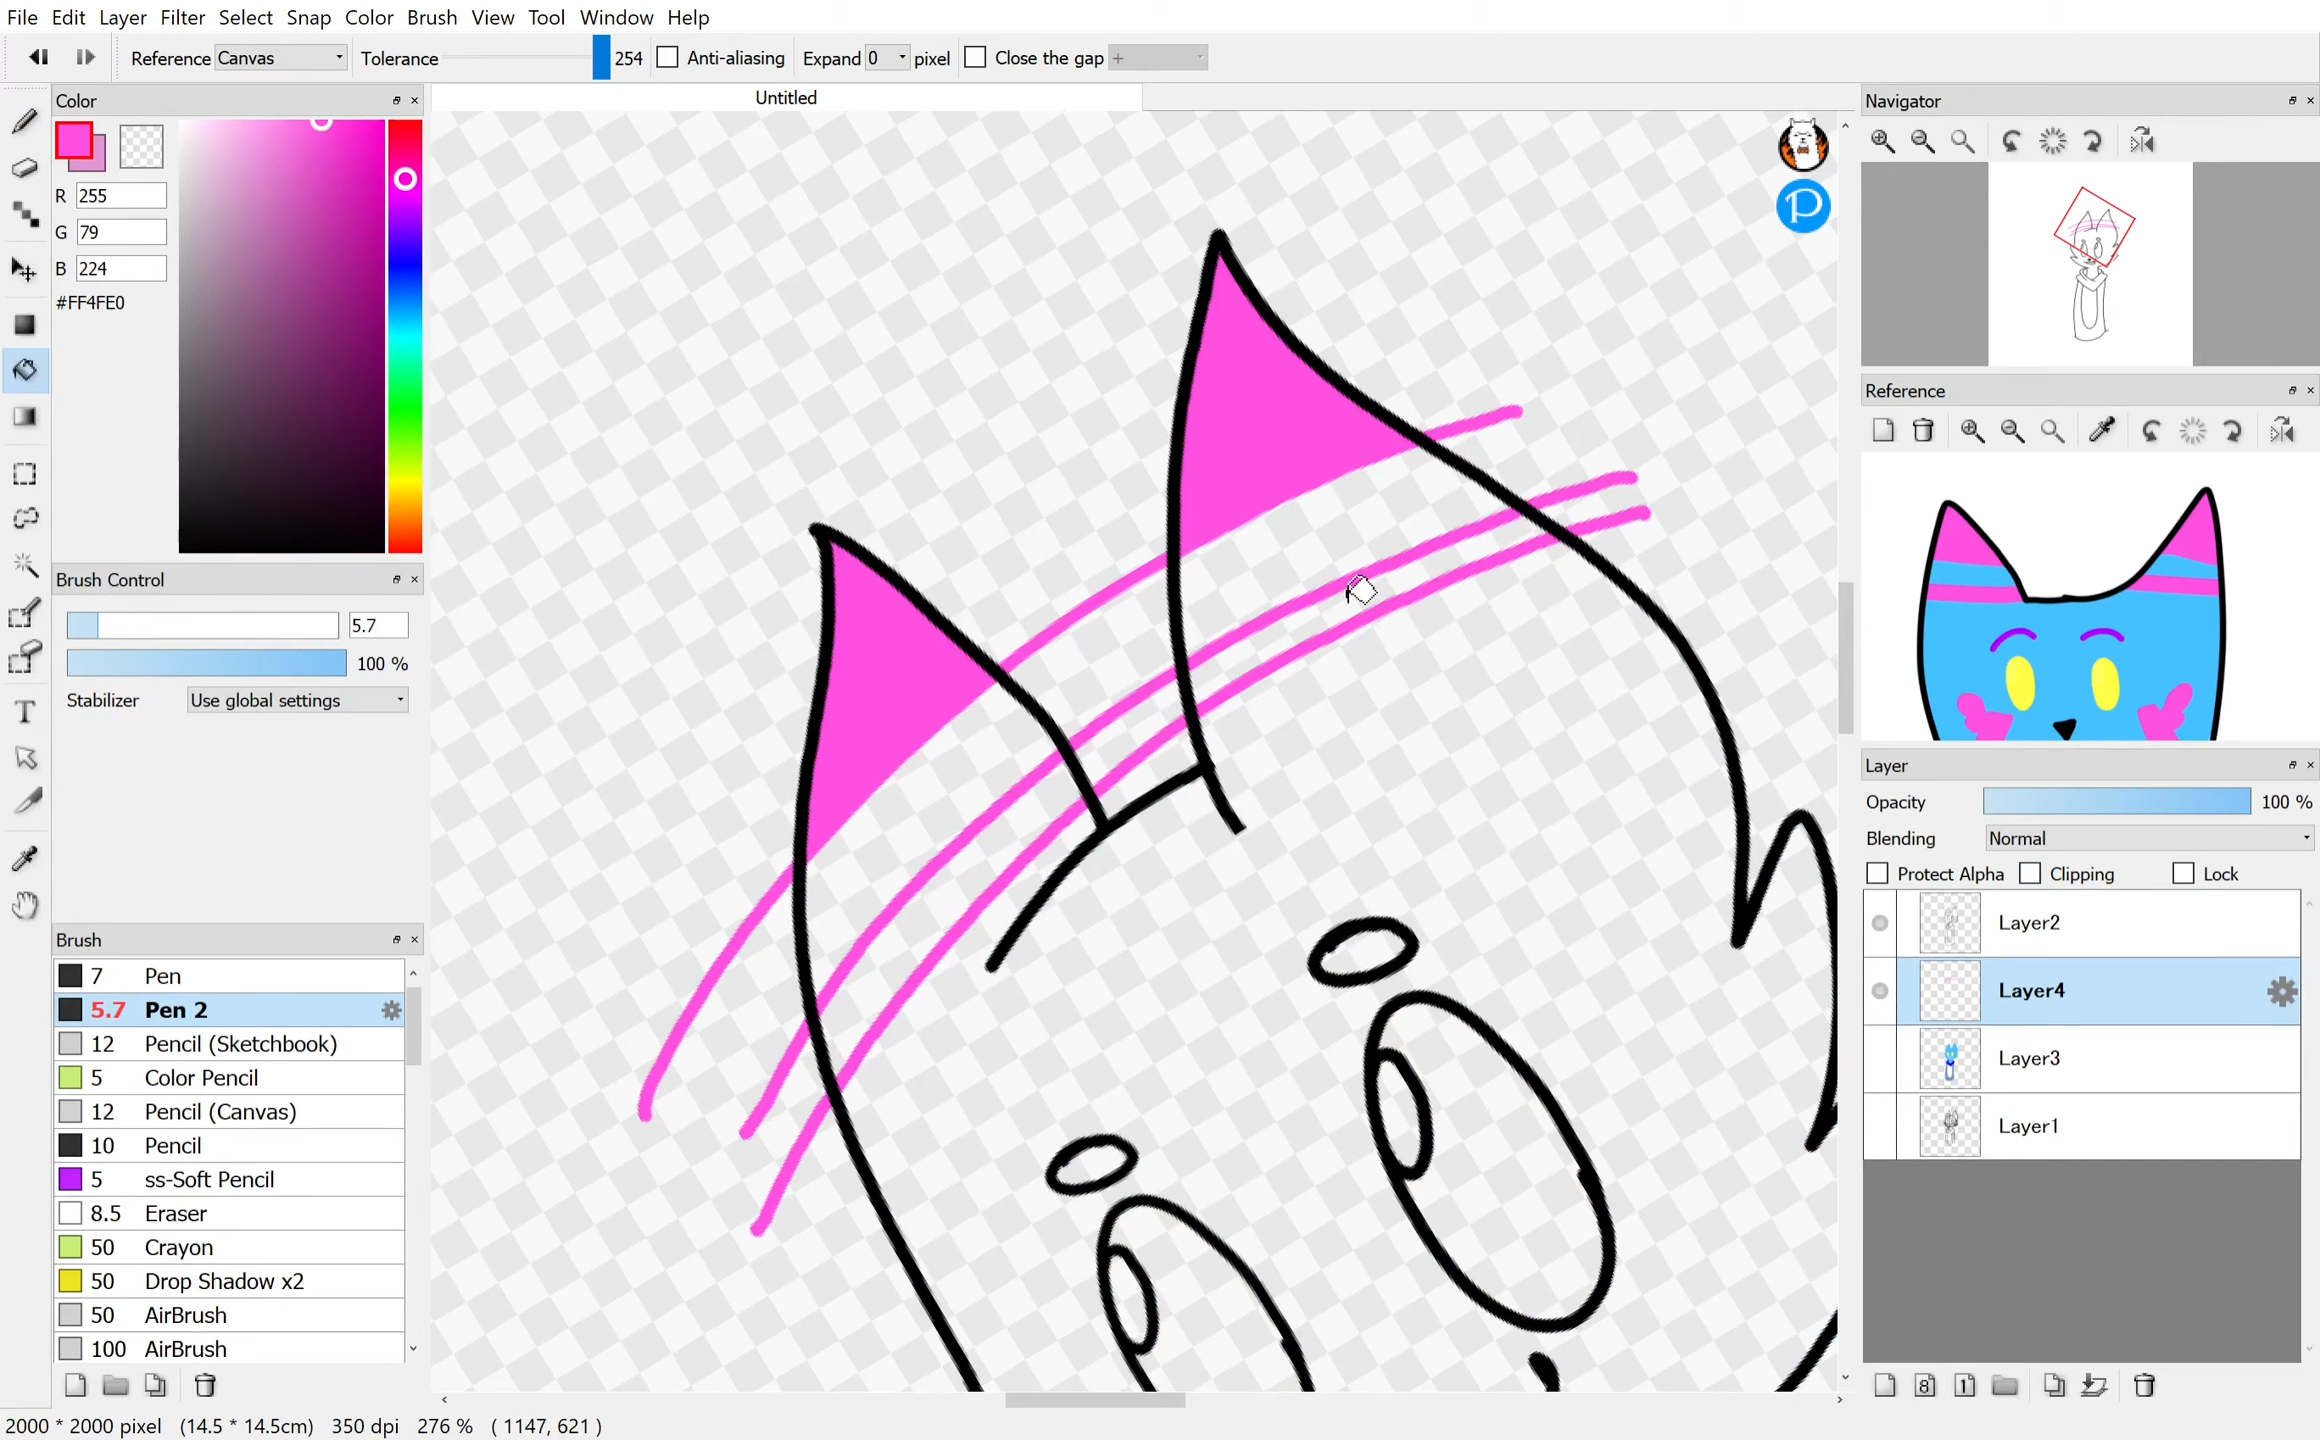 File Edit Layer Filter Select Snap Color Brush View Tool Window Help
Reference Canvas Tolerance 254 Anti-aliasing Expand 0 pixel Close the gap +
Color
Untitled
Navigator
R 255
G 79
B 224
#FF4FE0
P
Reference
Brush Control
5.7
100 %
Stabilizer Use global settings
Layer
Opacity 100 %
Blending Normal
Protect Alpha Clipping Lock
Layer2
Layer4
Layer3
Layer1
Brush
7 Pen
5.7 Pen 2
12 Pencil (Sketchbook)
5 Color Pencil
12 Pencil (Canvas)
10 Pencil
5 ss-Soft Pencil
8.5 Eraser
50 Crayon
50 Drop Shadow x2
50 AirBrush
100 AirBrush
T
8 1
2000 * 2000 pixel (14.5 * 14.5cm) 350 dpi 276 % ( 1147, 621 )